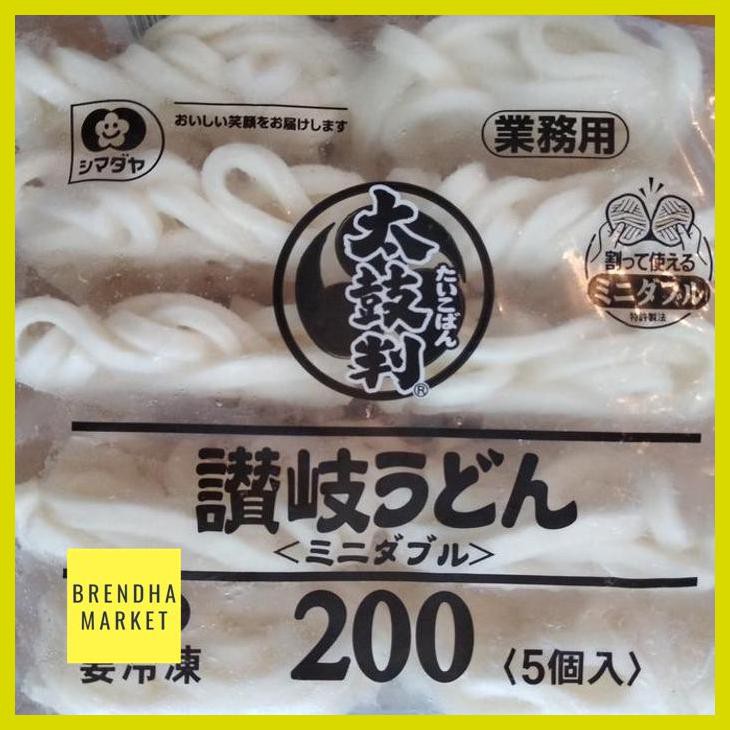 シマダヤ
おいしい笑顔をお届けします
業務用
太鼓判®
たいこばん
割って使える
ミニダブル
特許製法
讃岐うどん
<ミニダブル>
BRENDHA
MARKET
要冷凍
200
〈5個入〉